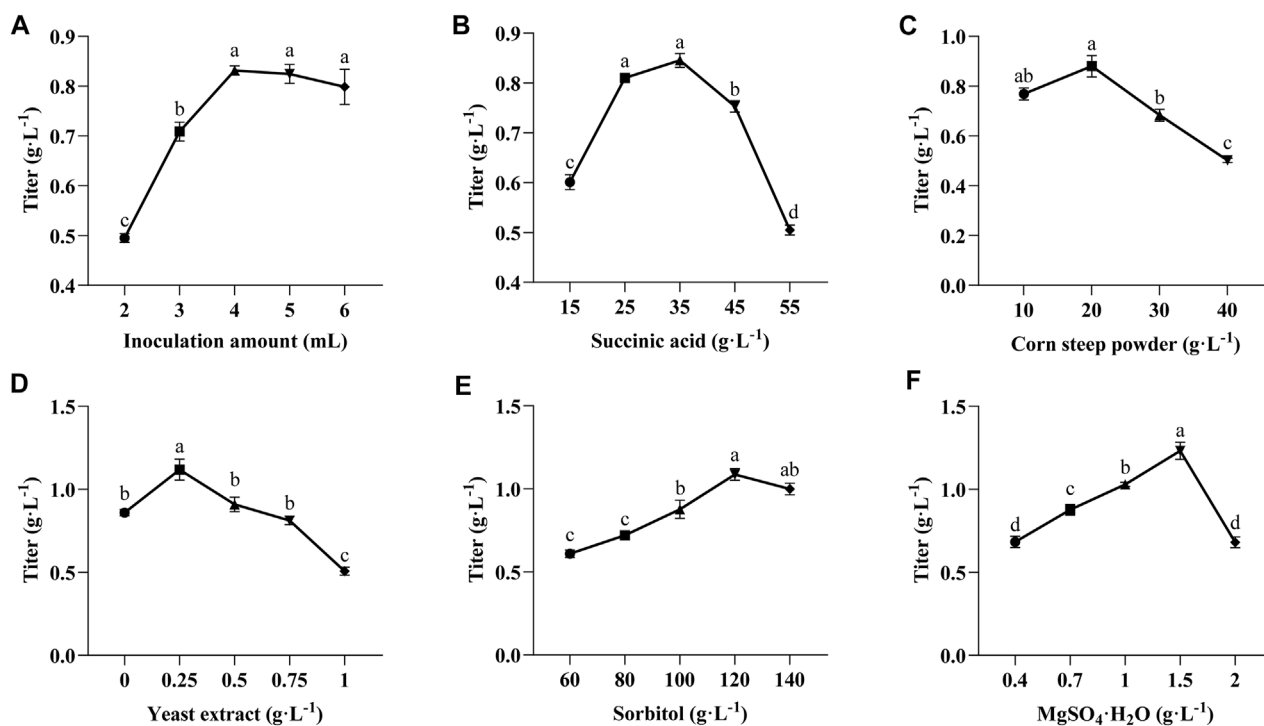 A
Titer (g·L⁻¹)
0.9
0.8
0.7
0.6
0.5
0.4
c
b
a
a
a
2 3 4 5 6
Inoculation amount (mL)
B
Titer (g·L⁻¹)
0.9
0.8
0.7
0.6
0.5
0.4
c
a
a
b
d
15 25 35 45 55
Succinic acid (g·L⁻¹)
C
Titer (g·L⁻¹)
1.0
0.8
0.6
0.4
0.2
0.0
ab
a
b
c
10 20 30 40
Corn steep powder (g·L⁻¹)
D
Titer (g·L⁻¹)
1.5
1.0
0.5
0.0
b
a
b
b
c
0 0.25 0.5 0.75 1
Yeast extract (g·L⁻¹)
E
Titer (g·L⁻¹)
1.5
1.0
0.5
0.0
c
c
b
a
ab
60 80 100 120 140
Sorbitol (g·L⁻¹)
F
Titer (g·L⁻¹)
1.5
1.0
0.5
0.0
d
c
b
a
d
0.4 0.7 1 1.5 2
MgSO₄·H₂O (g·L⁻¹)